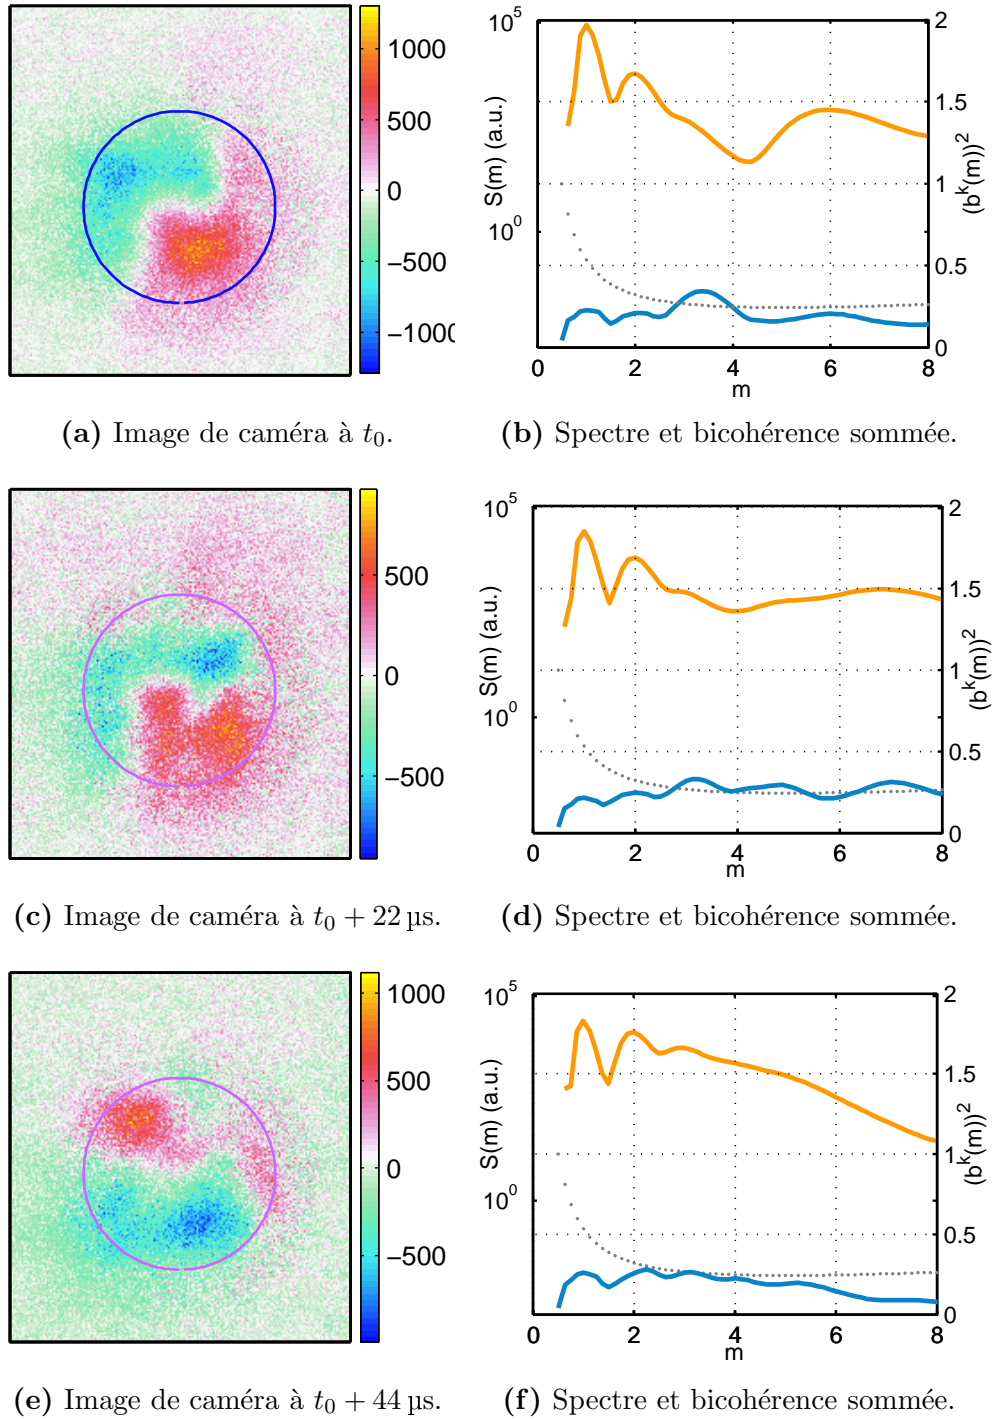 1000
500
0
−500
−1000
10^5
S(m) (a.u.)
10^0
2
1.5
1
0.5
0
(b^k(m))^2
0 2 4 6 8
m
(a) Image de caméra à t_0.
(b) Spectre et bicohérence sommée.
500
0
−500
10^5
S(m) (a.u.)
10^0
2
1.5
1
0.5
0
(b^k(m))^2
0 2 4 6 8
m
(c) Image de caméra à t_0 + 22 µs.
(d) Spectre et bicohérence sommée.
1000
500
0
−500
10^5
S(m) (a.u.)
10^0
2
1.5
1
0.5
0
(b^k(m))^2
0 2 4 6 8
m
(e) Image de caméra à t_0 + 44 µs.
(f) Spectre et bicohérence sommée.